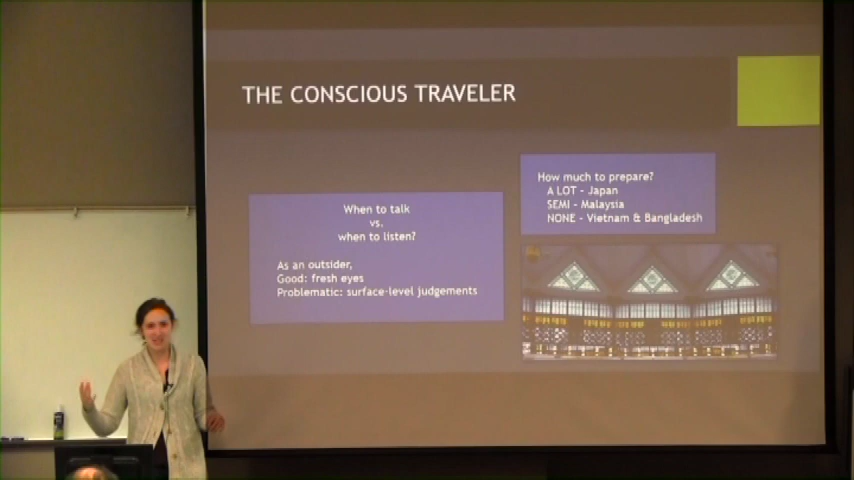 THE CONSCIOUS TRAVELER
When to talk
vs.
when to listen?
As an outsider,
Good: fresh eyes
Problematic: surface-level judgements
How much to prepare?
A LOT – Japan
SEMI – Malaysia
NONE – Vietnam & Bangladesh